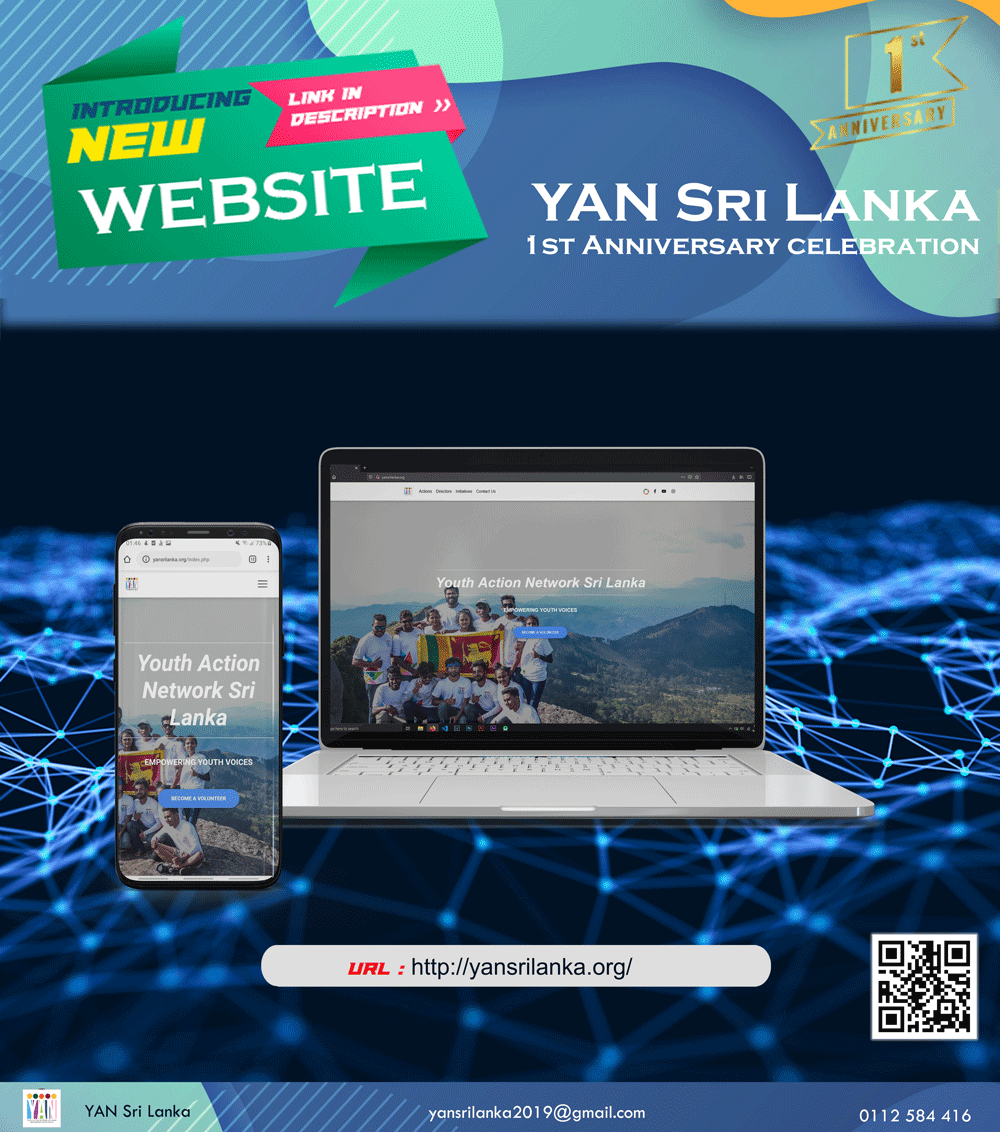 INTRODUCING
NEW
WEBSITE
LINK IN
DESCRIPTION »
1st
ANNIVERSARY
YAN SRI LANKA
1ST ANNIVERSARY CELEBRATION
Actions Directors Initiatives Contact Us
Youth Action Network Sri Lanka
EMPOWERING YOUTH VOICES
BECOME A VOLUNTEER
01:46
73%
yansrilanka.org/index.php
Youth Action
Network Sri
Lanka
EMPOWERING YOUTH VOICES
BECOME A VOLUNTEER
URL : http://yansrilanka.org/
YAN
YAN Sri Lanka
yansrilanka2019@gmail.com
0112 584 416